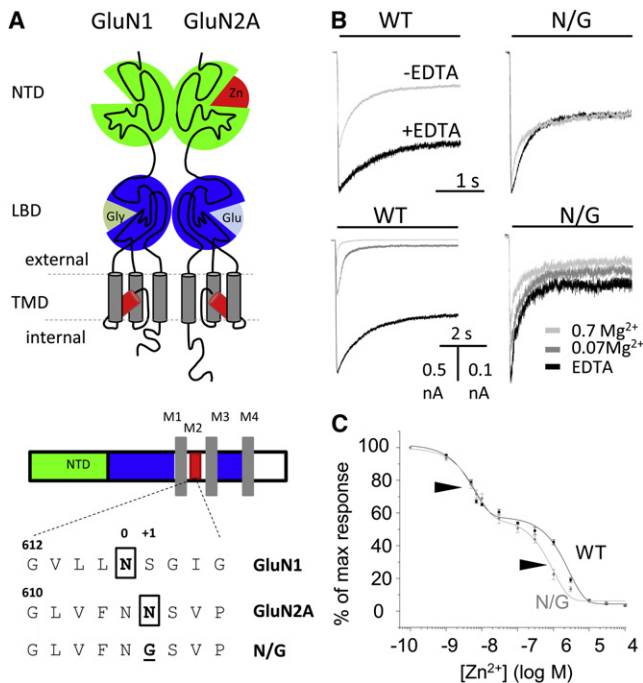 A
GluN1 GluN2A
NTD
Zn
LBD
Gly
Glu
external
TMD
internal
M1
M2
M3
M4
NTD
0 +1
612
G V L L N S G I G GluN1
610
G L V F N N S V P GluN2A
G L V F N G S V P N/G
B
WT N/G
-EDTA
+EDTA
1 s
WT N/G
2 s
0.5 0.1
nA nA
0.7 Mg²⁺
0.07Mg²⁺
EDTA
C
% of max response
100
80
60
40
20
0
WT
N/G
-10 -9 -8 -7 -6 -5 -4
[Zn²⁺] (log M)